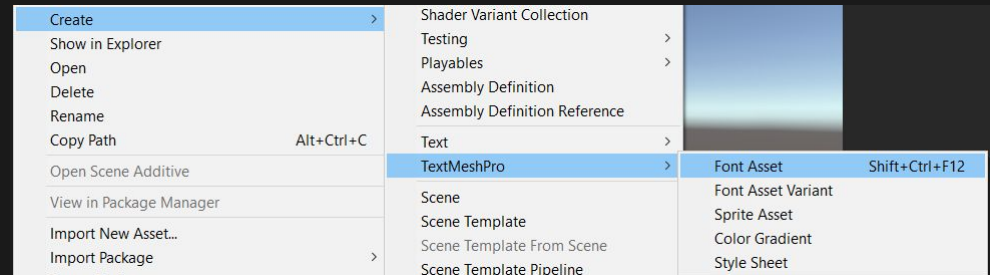 Create
Show in Explorer
Open
Delete
Rename
Copy Path Alt+Ctrl+C
Open Scene Additive
View in Package Manager
Import New Asset...
Import Package
Shader Variant Collection
Testing
Playables
Assembly Definition
Assembly Definition Reference
Text
TextMeshPro
Scene
Scene Template
Scene Template From Scene
Scene Template Pipeline
Font Asset Shift+Ctrl+F12
Font Asset Variant
Sprite Asset
Color Gradient
Style Sheet